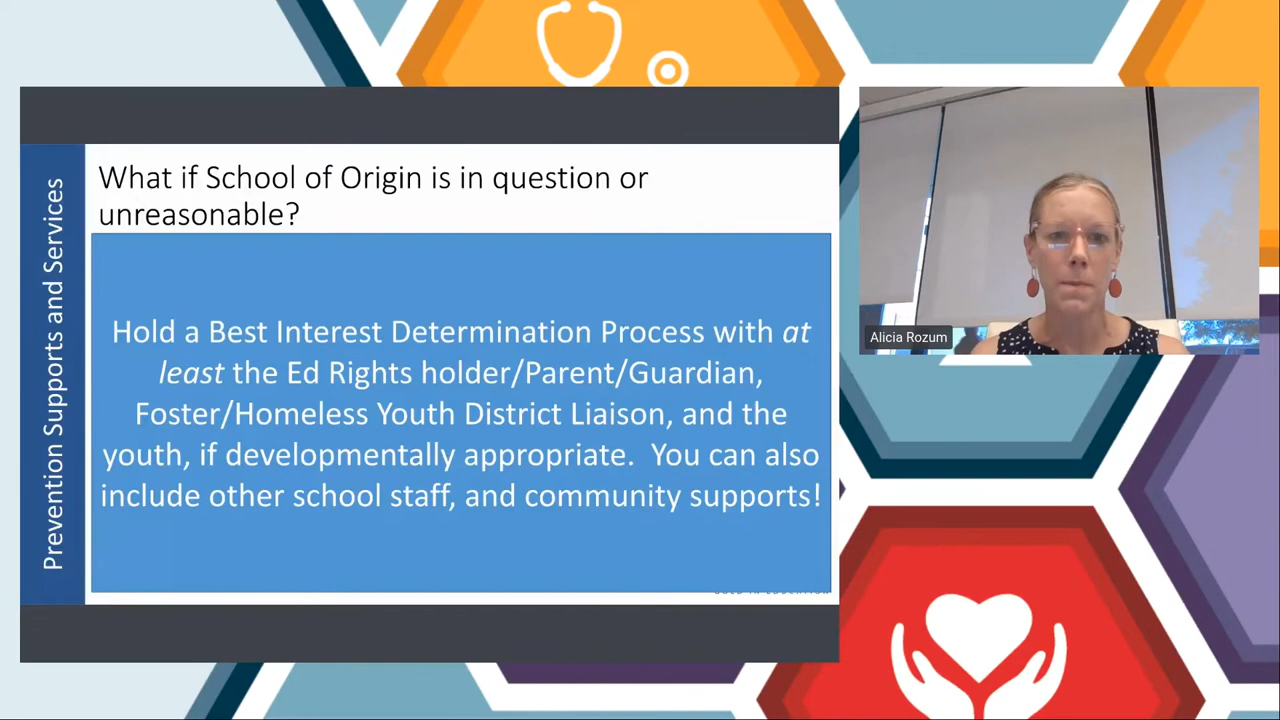 Prevention Supports and Services
What if School of Origin is in question or
unreasonable?
Hold a Best Interest Determination Process with at
least the Ed Rights holder/Parent/Guardian,
Foster/Homeless Youth District Liaison, and the
youth, if developmentally appropriate.  You can also
include other school staff, and community supports!
Alicia Rozum